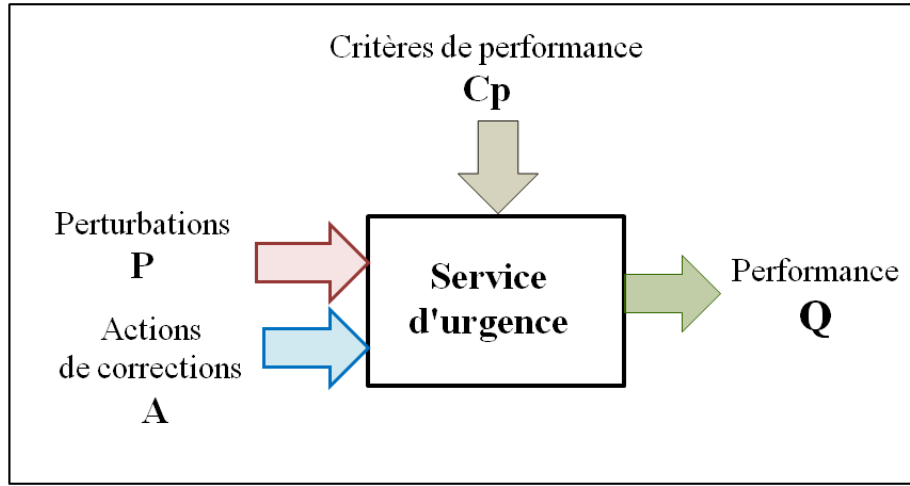 Critères de performance
Cp
Perturbations
P
Actions
de corrections
A
Service
d'urgence
Performance
Q